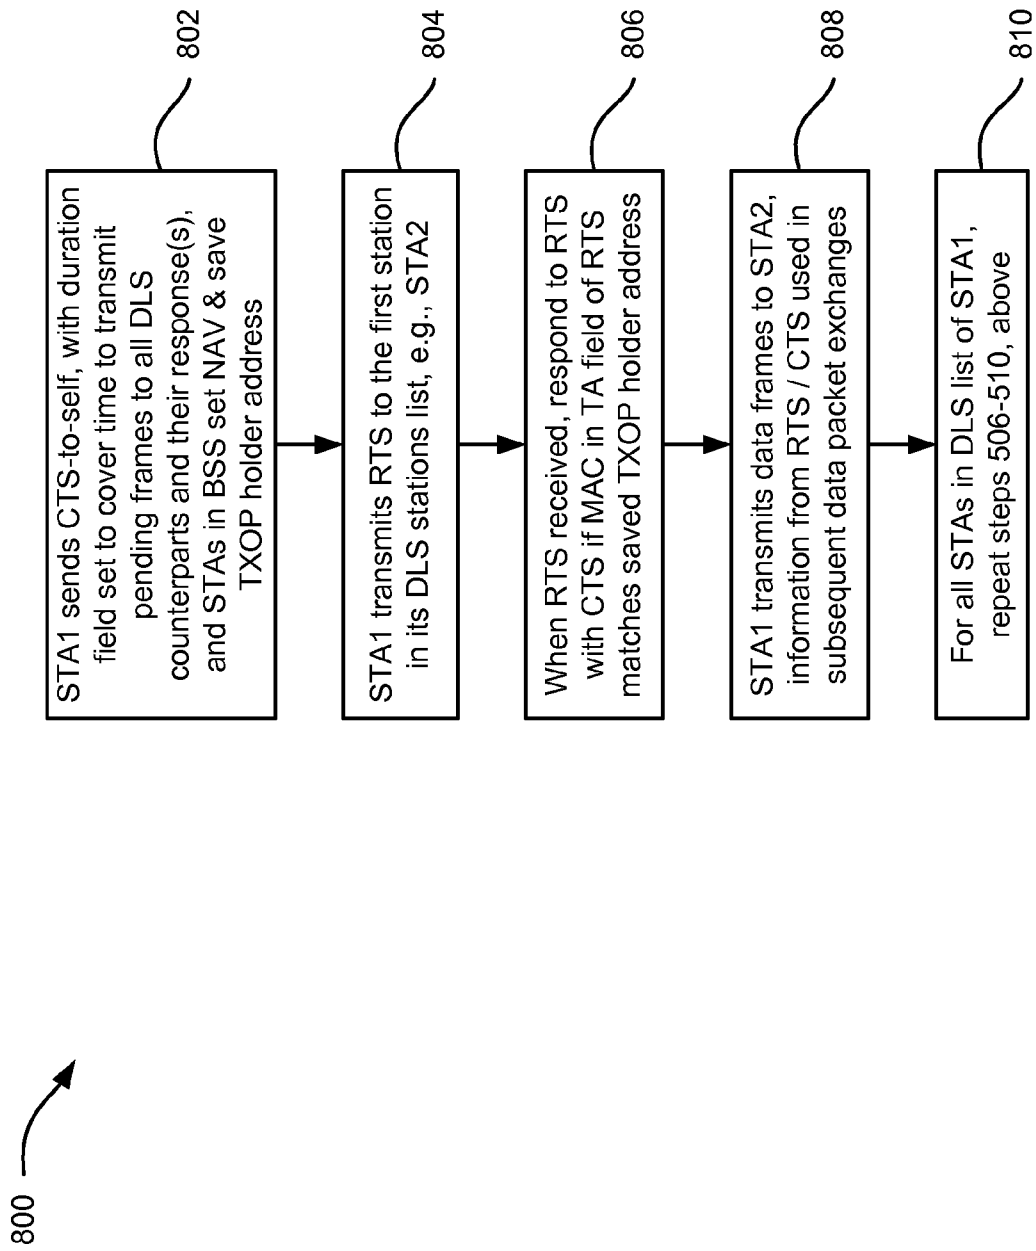 800
STA1 sends CTS-to-self, with duration
field set to cover time to transmit
pending frames to all DLS
counterparts and their response(s),
and STAs in BSS set NAV & save
TXOP holder address
802
STA1 transmits RTS to the first station
in its DLS stations list, e.g., STA2
804
When RTS received, respond to RTS
with CTS if MAC in TA field of RTS
matches saved TXOP holder address
806
STA1 transmits data frames to STA2,
information from RTS / CTS used in
subsequent data packet exchanges
808
For all STAs in DLS list of STA1,
repeat steps 506-510, above
810